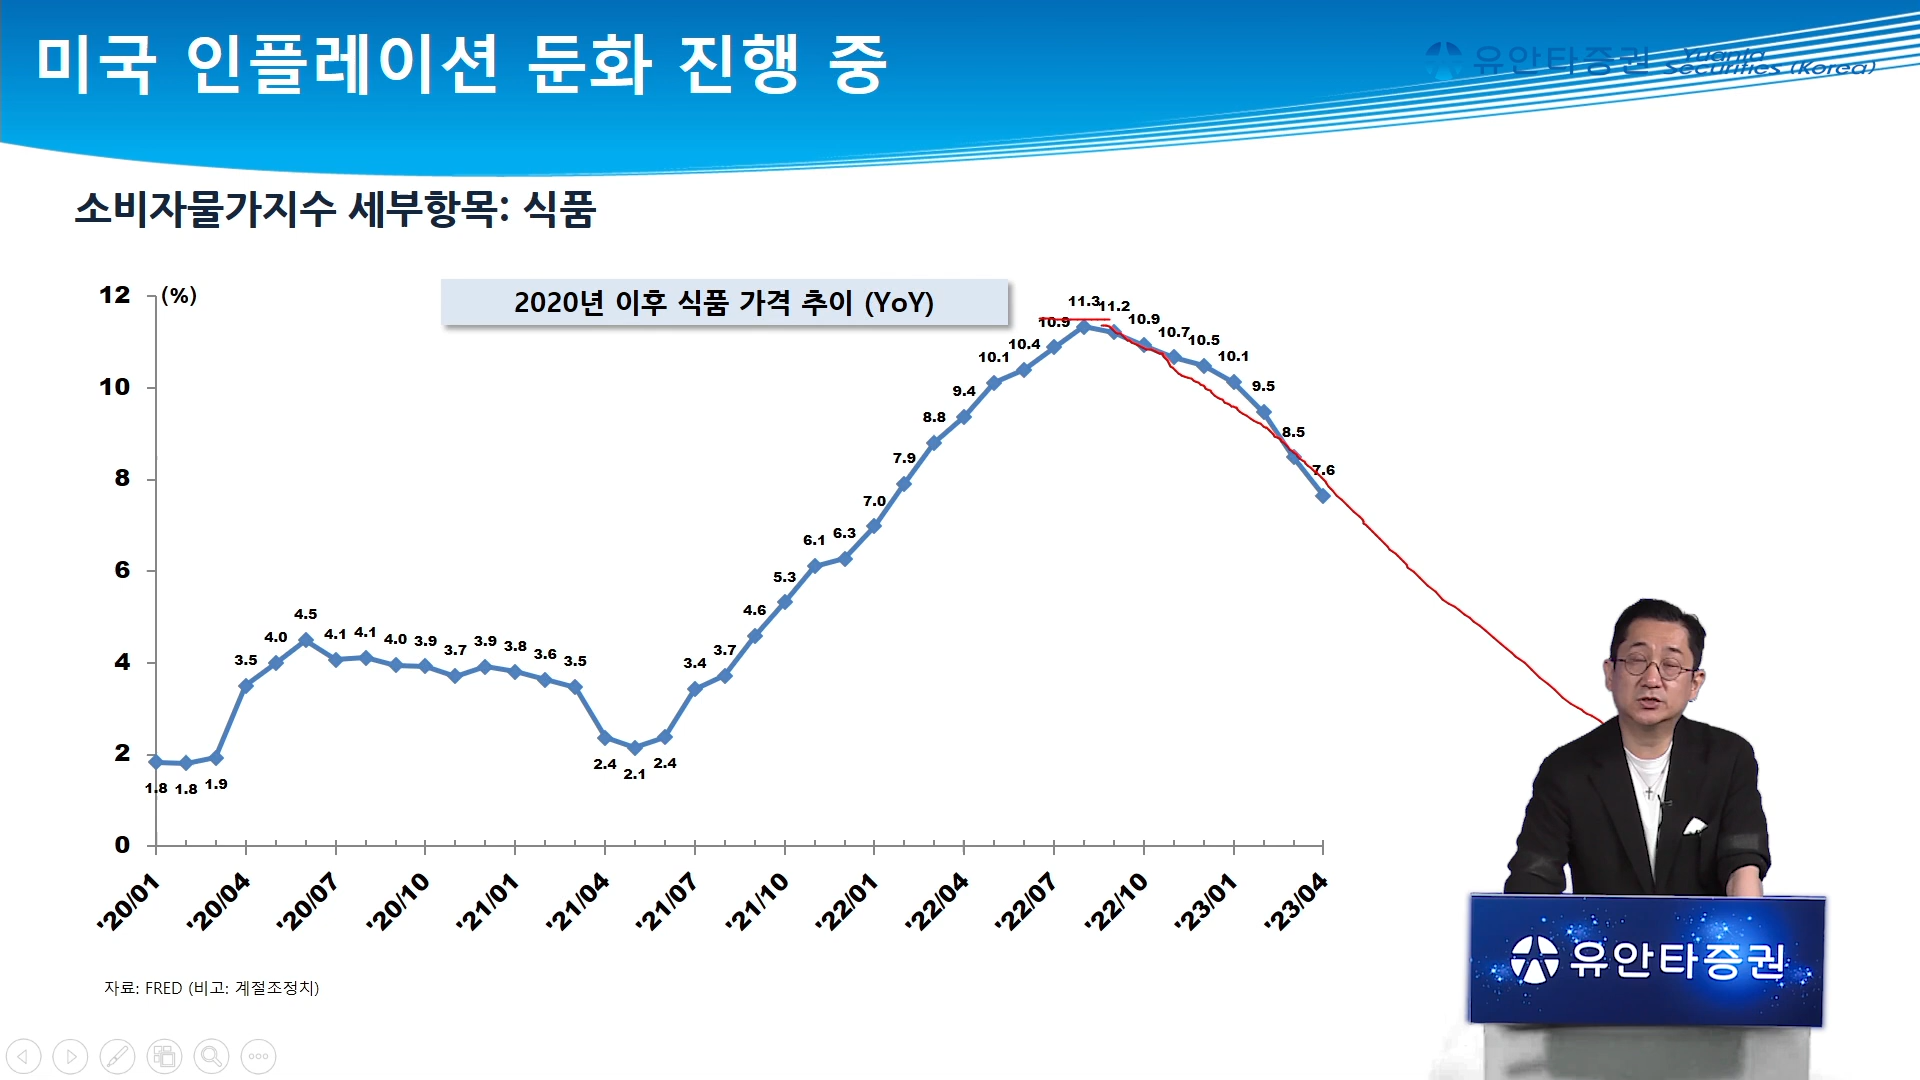 미국 인플레이션 둔화 진행 중
유안타증권 Yuanta Securities (Korea)
소비자물가지수 세부항목: 식품
2020년 이후 식품 가격 추이 (YoY)
(%)
12
10
8
6
4
2
0
1.8 1.8 1.9 3.5 4.0 4.5 4.1 4.1 4.0 3.9 3.7 3.9 3.8 3.6 3.5 2.4 2.1 2.4 3.4 3.7 4.6 5.3 6.1 6.3 7.0 7.9 8.8 9.4 10.1 10.4 10.9 11.3 11.2 10.9 10.7 10.5 10.1 9.5 8.5 7.6
'20/01 '20/04 '20/07 '20/10 '21/01 '21/04 '21/07 '21/10 '22/01 '22/04 '22/07 '22/10 '23/01 '23/04
자료: FRED (비고: 계절조정치)
유안타증권